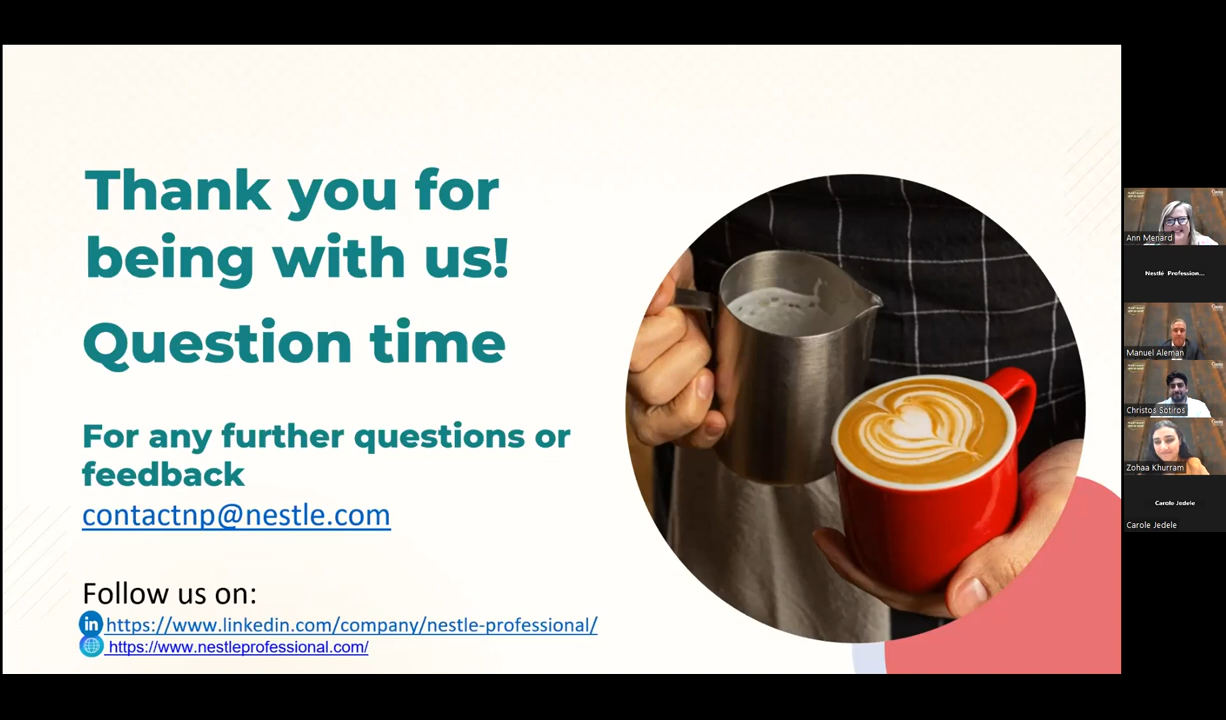 Thank you for
being with us!
Question time
For any further questions or
feedback
contactnp@nestle.com
Follow us on:
in https://www.linkedin.com/company/nestle-professional/
https://www.nestleprofessional.com/
Ann Menard
Nestlé Profession...
Manuel Aleman
Christos Sotiros
Zohaa Khurram
Carole Jedele
Carole Jedele